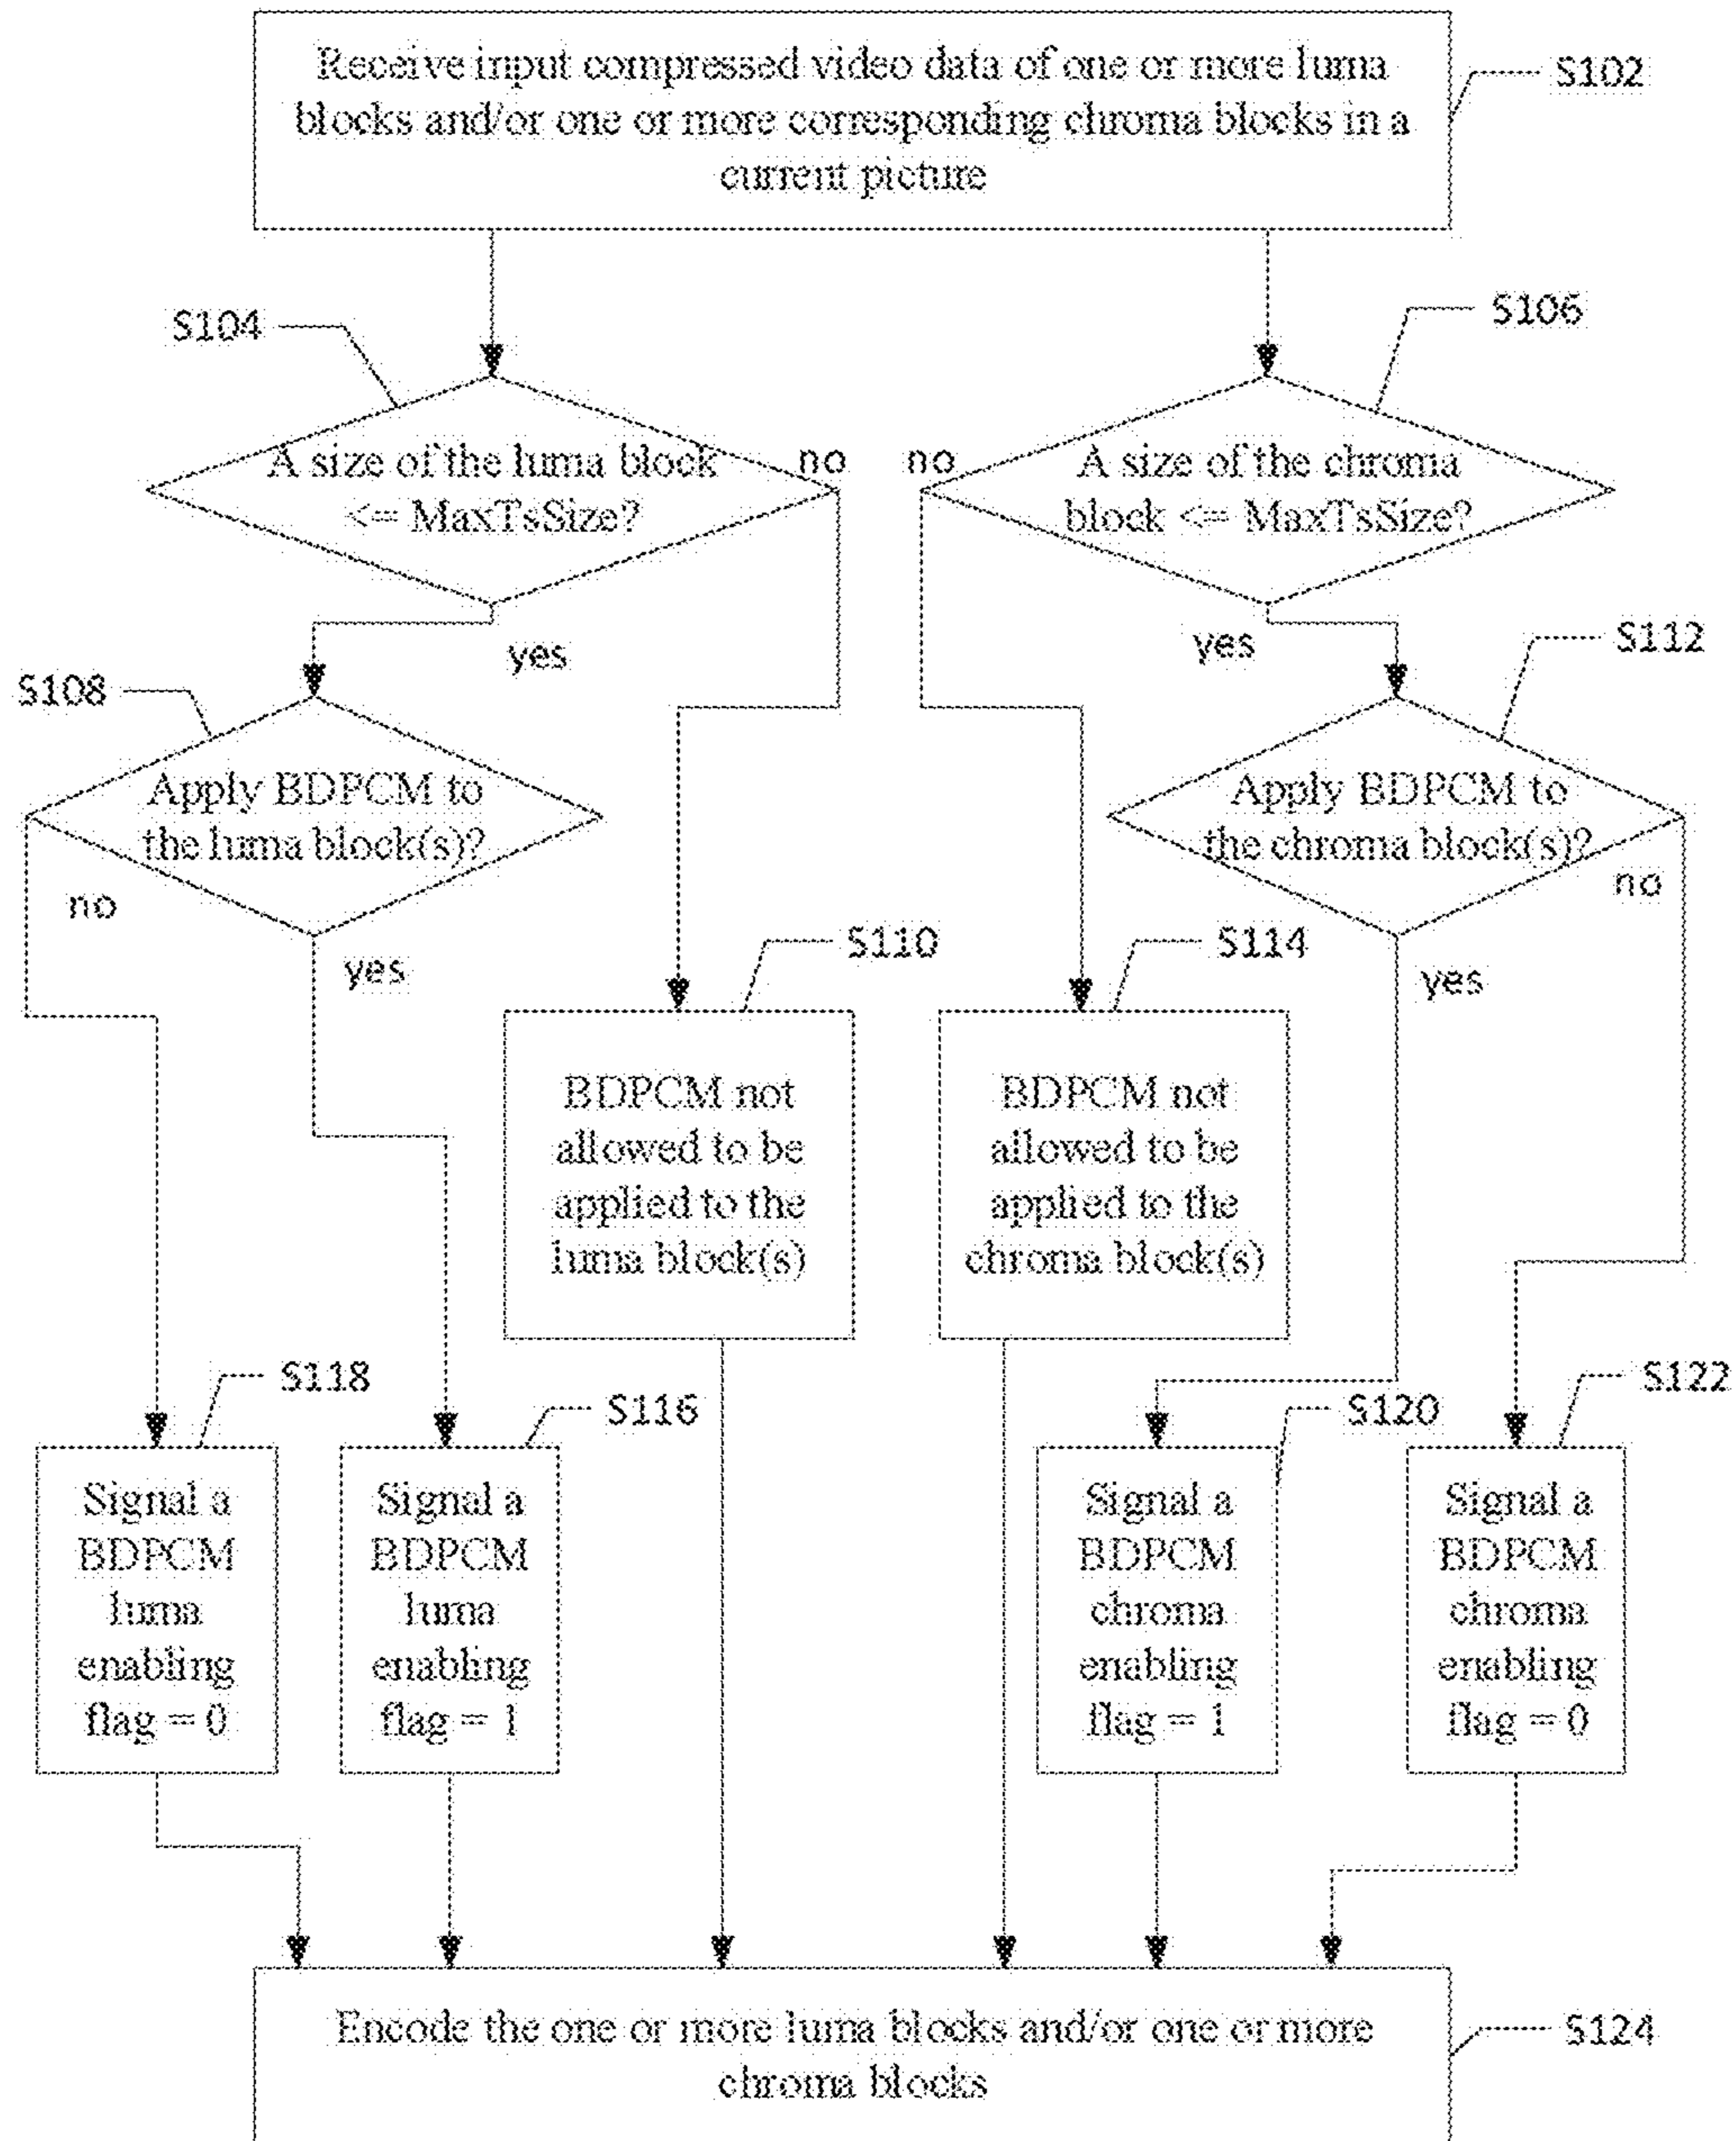 Receive input compressed video data of one or more luma
blocks and/or one or more corresponding chroma blocks in a
current picture
S102
S104
S106
A size of the luma block
<= MaxTsSize?
no
no
A size of the chroma
block <= MaxTsSize?
yes
yes
S108
S112
Apply BDPCM to
the luma block(s)?
Apply BDPCM to
the chroma block(s)?
no
yes
no
yes
S110
S114
BDPCM not
allowed to be
applied to the
luma block(s)
BDPCM not
allowed to be
applied to the
chroma block(s)
S118
S116
S120
S122
Signal a
BDPCM
luma
enabling
flag = 0
Signal a
BDPCM
luma
enabling
flag = 1
Signal a
BDPCM
chroma
enabling
flag = 1
Signal a
BDPCM
chroma
enabling
flag = 0
Encode the one or more luma blocks and/or one or more
chroma blocks
S124